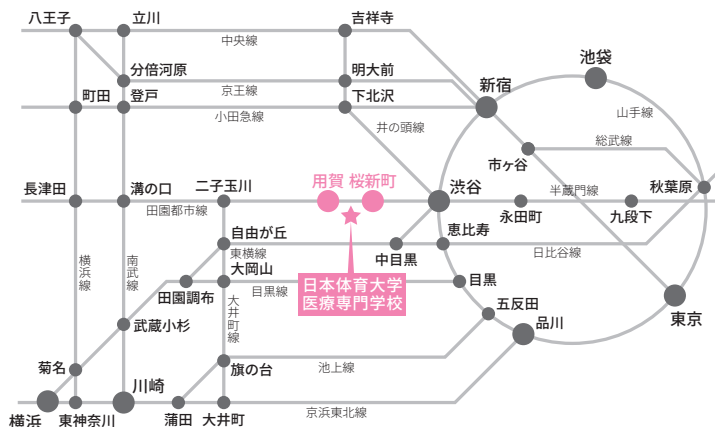 八王子
立川
吉祥寺
中央線
池袋
分倍河原
明大前
新宿
京王線
町田
登戸
下北沢
小田急線
山手線
井の頭線
総武線
市ヶ谷
長津田
溝の口
二子玉川
用賀
桜新町
渋谷
半蔵門線
秋葉原
田園都市線
永田町
九段下
自由が丘
恵比寿
東横線
中目黒
日比谷線
横浜線
南武線
大岡山
日本体育大学
医療専門学校
目黒
田園調布
目黒線
大井町線
五反田
品川
東京
武蔵小杉
菊名
旗の台
池上線
川崎
横浜
東神奈川
蒲田
大井町
京浜東北線